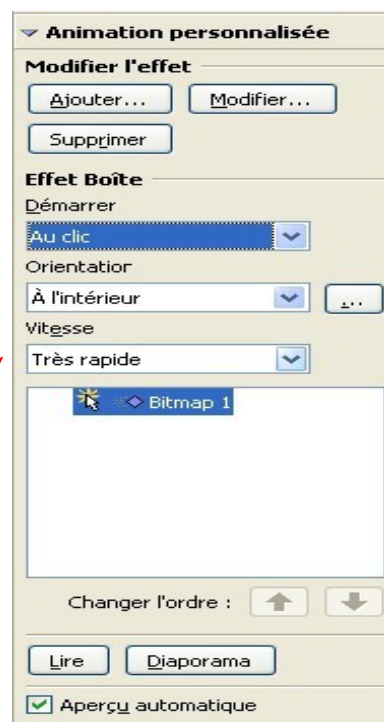 Animation personnalisée
Modifier l'effet
Ajouter... Modifier...
Supprimer
Effet Boîte
Démarrer
Au clic
Orientation
À l'intérieur ...
Vitesse
Très rapide
Bitmap 1
Changer l'ordre :
Lire Diaporama
Aperçu automatique